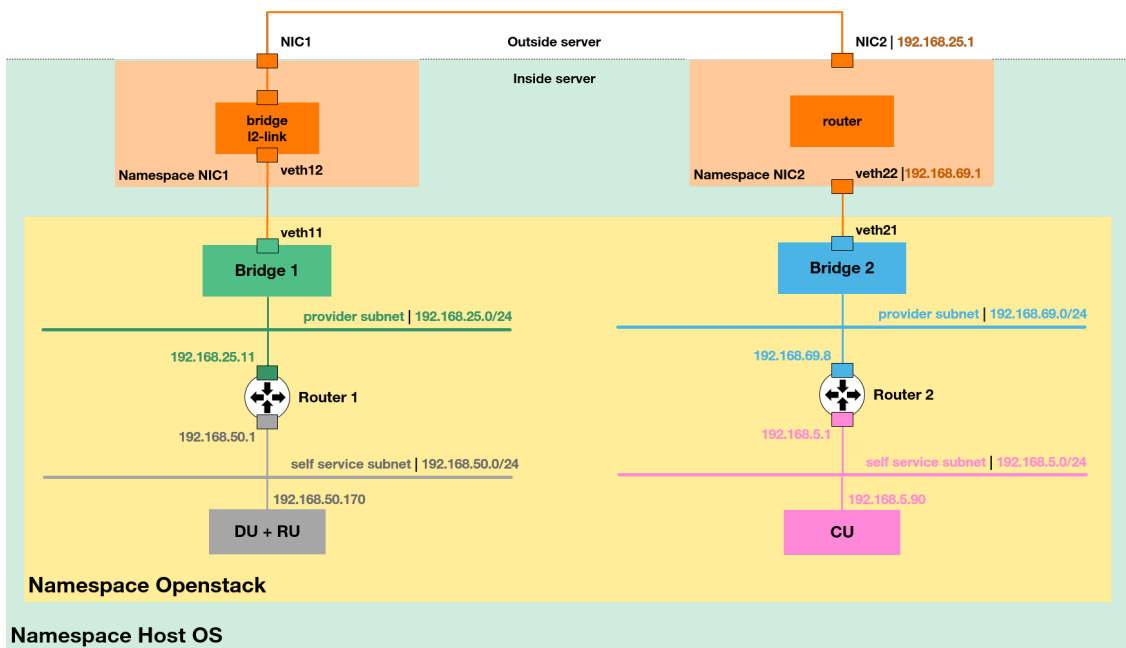 NIC1
Outside server
NIC2 | 192.168.25.1
Inside server
bridge
l2-link
router
Namespace NIC1
veth12
Namespace NIC2
veth22 |192.168.69.1
veth11
veth21
Bridge 1
Bridge 2
provider subnet | 192.168.25.0/24
provider subnet | 192.168.69.0/24
192.168.25.11
192.168.69.8
Router 1
Router 2
192.168.50.1
192.168.5.1
self service subnet | 192.168.50.0/24
self service subnet | 192.168.5.0/24
192.168.50.170
192.168.5.90
DU + RU
CU
Namespace Openstack
Namespace Host OS